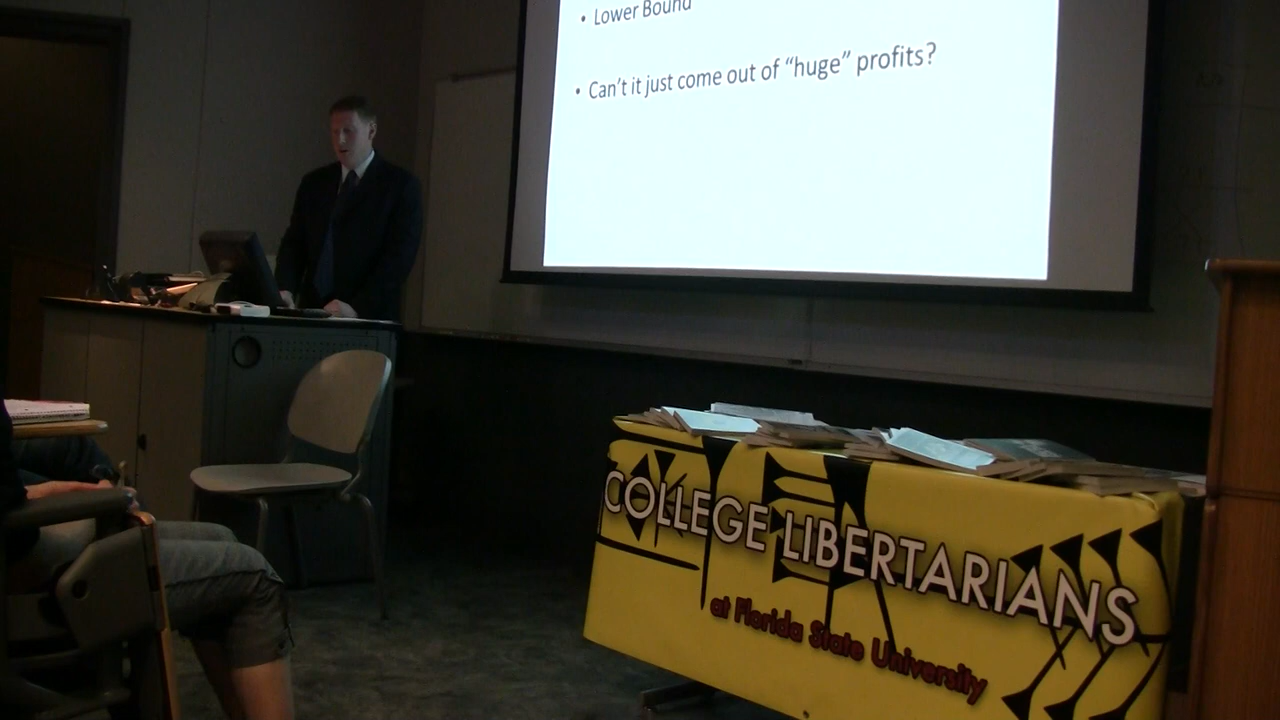 • Lower Bound
• Can't it just come out of “huge” profits?
COLLEGE LIBERTARIANS
at Florida State University